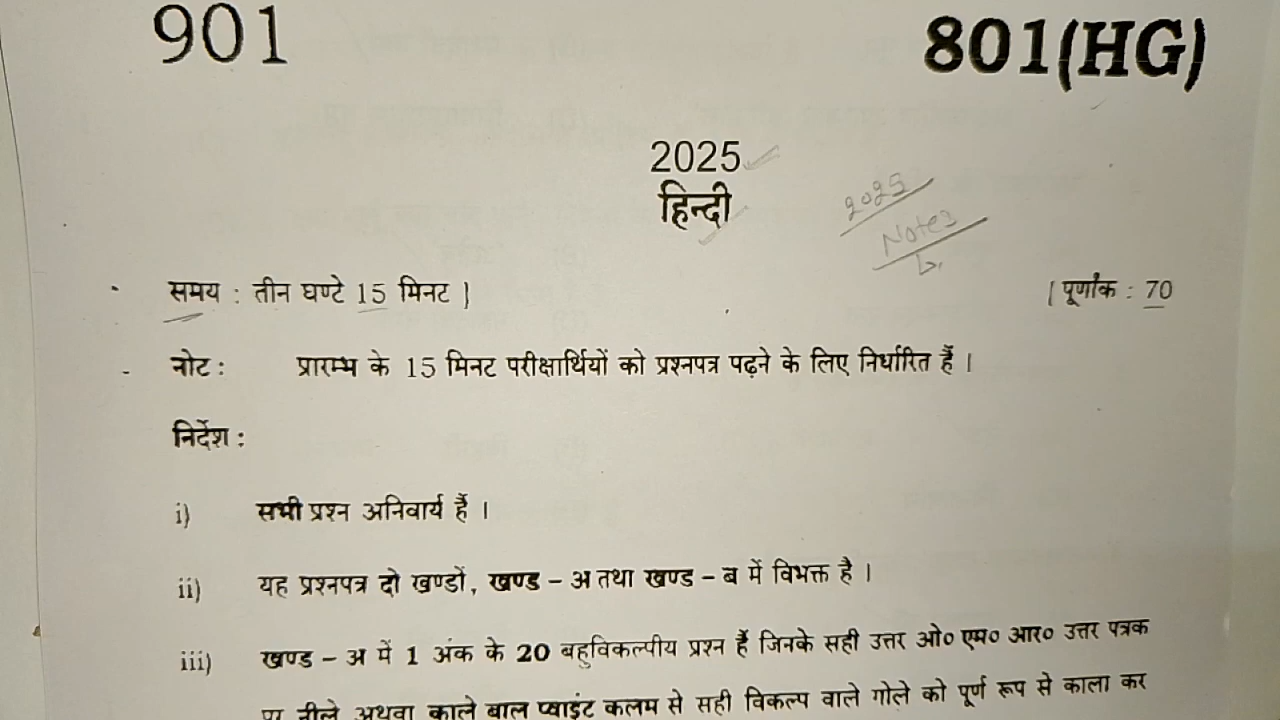 901
801(HG)
2025
हिन्दी
2025
Notes
समय : तीन घण्टे 15 मिनट ]
[ पूर्णांक : 70
नोट : प्रारम्भ के 15 मिनट परीक्षार्थियों को प्रश्नपत्र पढ़ने के लिए निर्धारित हैं ।
निर्देश :
i) सभी प्रश्न अनिवार्य हैं ।
ii) यह प्रश्नपत्र दो खण्डों, खण्ड – अ तथा खण्ड – ब में विभक्त है ।
iii) खण्ड – अ में 1 अंक के 20 बहुविकल्पीय प्रश्न हैं जिनके सही उत्तर ओ० एम० आर० उत्तर पत्रक
पर नीले अथवा काले बाल प्वाइंट कलम से सही विकल्प वाले गोले को पूर्ण रूप से काला कर